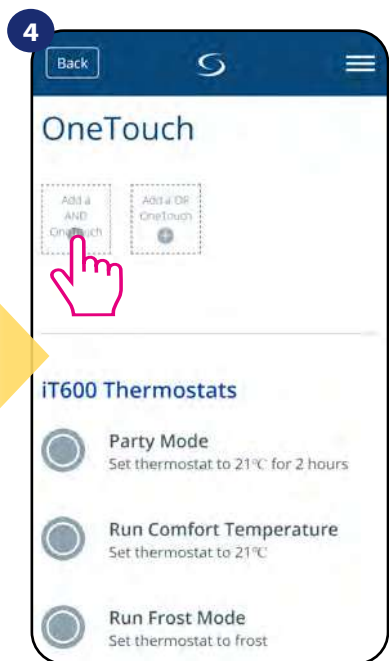 4
Back
OneTouch
Add a
AND
OneTouch
Add a OR
OneTouch
iT600 Thermostats
Party Mode
Set thermostat to 21°C for 2 hours
Run Comfort Temperature
Set thermostat to 21°C
Run Frost Mode
Set thermostat to frost